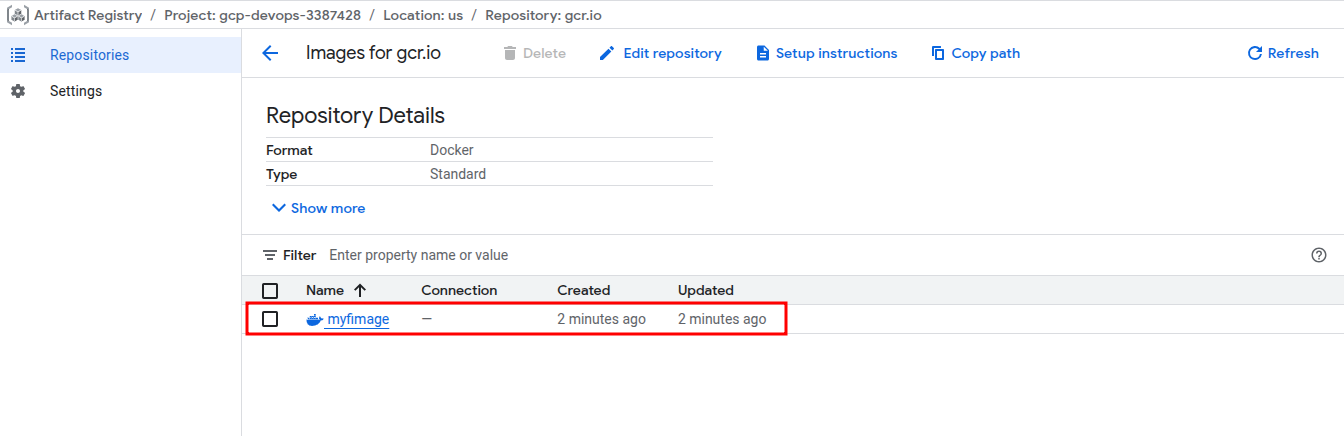 Artifact Registry / Project: gcp-devops-3387428 / Location: us / Repository: gcr.io
Repositories
Settings
Images for gcr.io Delete Edit repository Setup instructions Copy path Refresh
Repository Details
Format Docker
Type Standard
Show more
Filter Enter property name or value
Name Connection Created Updated
myfimage — 2 minutes ago 2 minutes ago